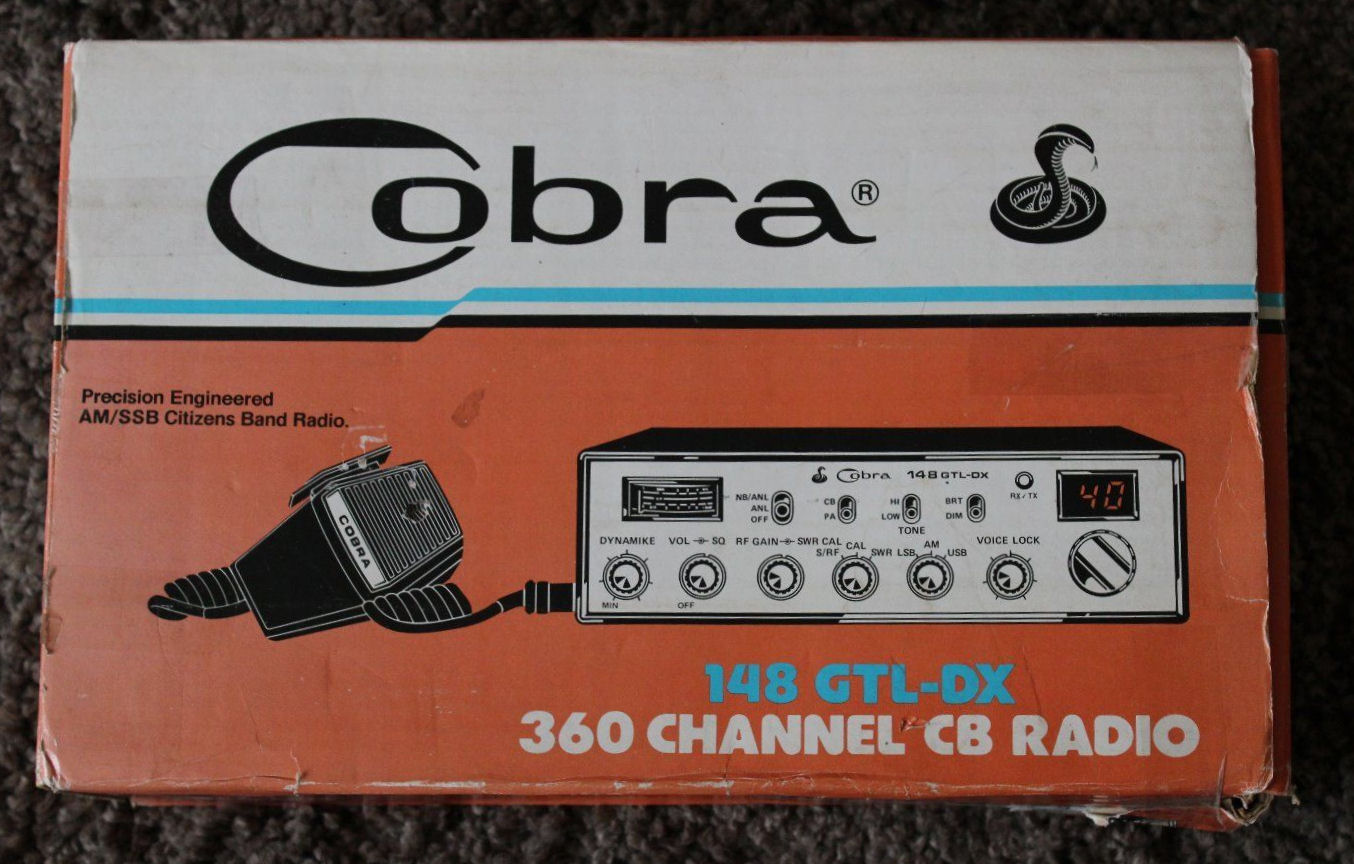 Cobra®
Precision Engineered
AM/SSB Citizens Band Radio.
COBRA
Cobra 148 GTL-DX
NB/ANL
ANL
OFF
CB
PA
HI
LOW
TONE
BRT
DIM
RX/TX
40
DYNAMIKE
MIN
VOL SQ
OFF
RF GAIN SWR CAL
S/RF CAL SWR
LSB AM USB
VOICE LOCK
148 GTL-DX
360 CHANNEL CB RADIO